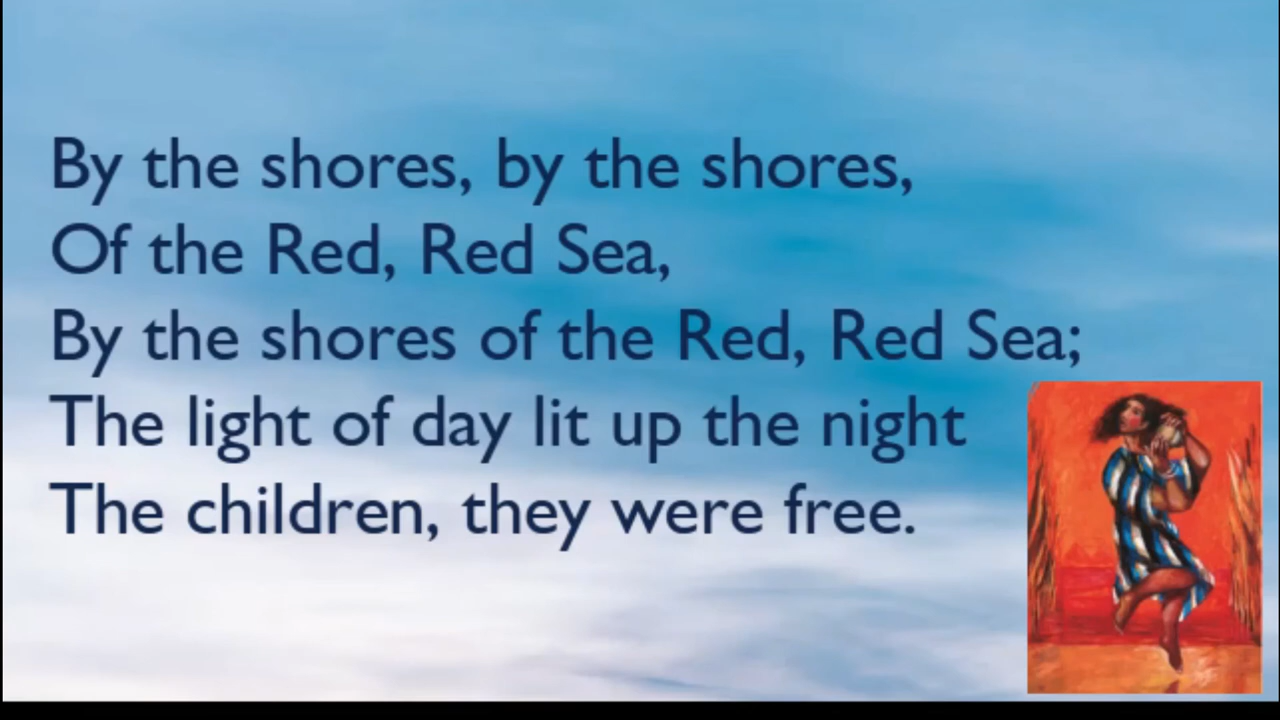 By the shores, by the shores,
Of the Red, Red Sea,
By the shores of the Red, Red Sea;
The light of day lit up the night
The children, they were free.